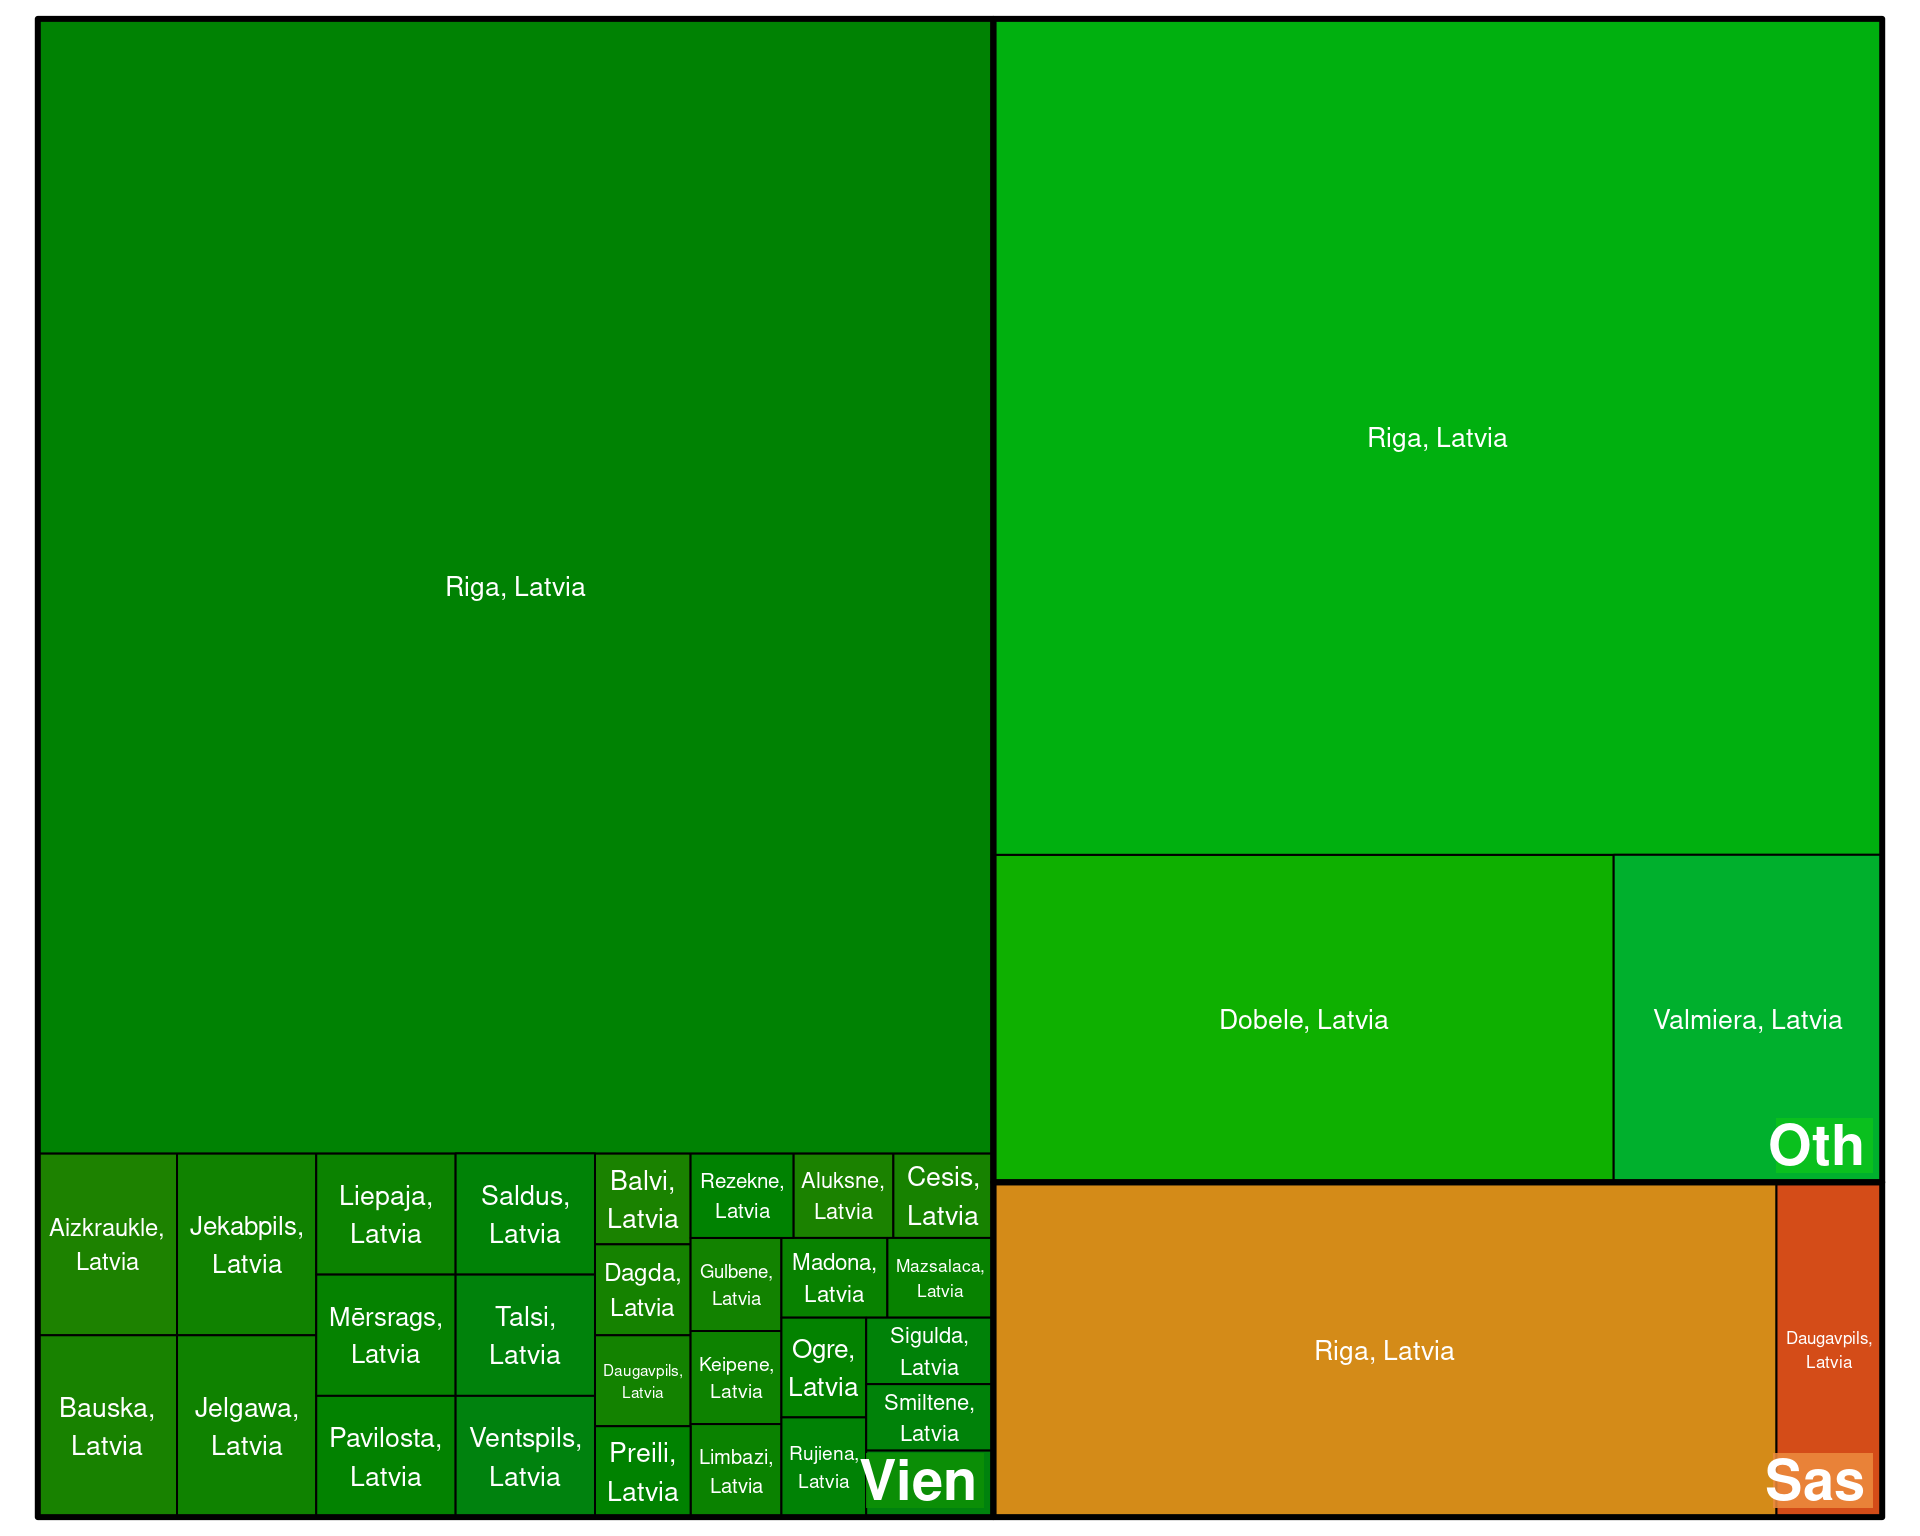 Riga, Latvia
Aizkraukle,
Latvia
Bauska,
Latvia
Jekabpils,
Latvia
Jelgawa,
Latvia
Liepaja,
Latvia
Mērsrags,
Latvia
Pavilosta,
Latvia
Saldus,
Latvia
Talsi,
Latvia
Ventspils,
Latvia
Balvi,
Latvia
Dagda,
Latvia
Daugavpils,
Latvia
Preili,
Latvia
Rezekne,
Latvia
Aluksne,
Latvia
Cesis,
Latvia
Gulbene,
Latvia
Keipene,
Latvia
Limbazi,
Latvia
Madona,
Latvia
Mazsalaca,
Latvia
Ogre,
Latvia
Rujiena,
Latvia
Sigulda,
Latvia
Smiltene,
Latvia
Vien
Riga, Latvia
Dobele, Latvia
Valmiera, Latvia
Oth
Riga, Latvia
Daugavpils,
Latvia
Sas